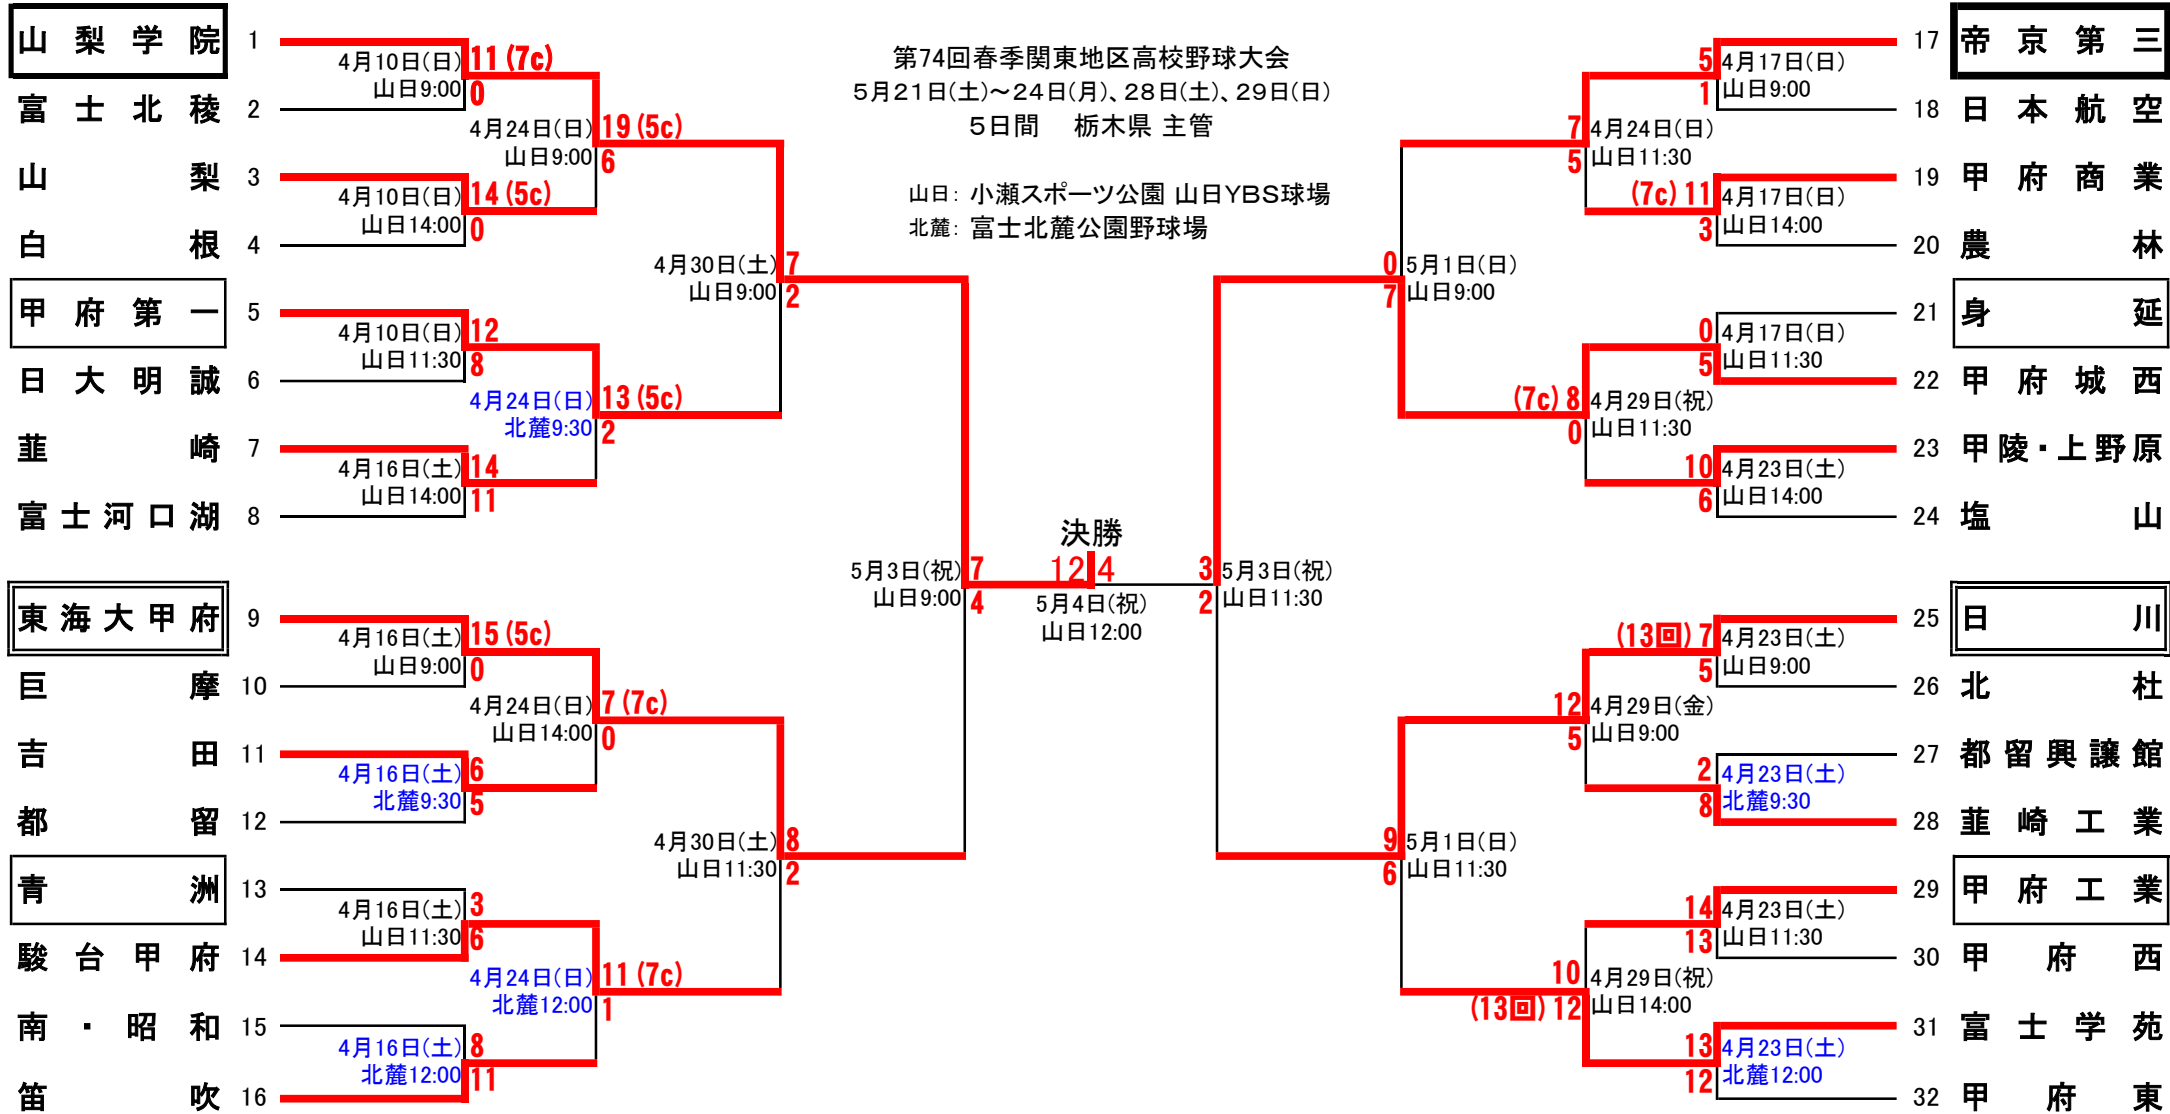 第74回春季関東地区高校野球大会
5月21日(土)～24日(月)、28日(土)、29日(日)
5日間 栃木県 主管
山日: 小瀬スポーツ公園 山日YBS球場
北麓: 富士北麓公園野球場
山梨学院 1
4月10日(日) 11 (7c)
山日9:00 0
富士北稜 2
4月24日(日) 19 (5c)
山日9:00 6
山梨 3
4月10日(日) 14 (5c)
山日14:00 0
白根 4
4月30日(土) 7
山日9:00 2
甲府第一 5
4月10日(日) 12
山日11:30 8
日大明誠 6
4月24日(日) 13 (5c)
北麓9:30 2
韮崎 7
4月16日(土) 14
山日14:00 11
富士河口湖 8
5月3日(祝) 7
山日9:00 4
東海大甲府 9
4月16日(土) 15 (5c)
山日9:00 0
巨摩 10
4月24日(日) 7 (7c)
山日14:00 0
吉田 11
4月16日(土) 6
北麓9:30 5
都留 12
4月30日(土) 8
山日11:30 2
青洲 13
4月16日(土) 3
山日11:30 6
駿台甲府 14
4月24日(日) 11 (7c)
北麓12:00 1
南・昭和 15
4月16日(土) 8
北麓12:00 11
笛吹 16
決勝
12 4
5月4日(祝)
山日12:00
17 帝京第三
5 4月17日(日)
1 山日9:00
18 日本航空
7 4月24日(日)
5 山日11:30
19 甲府商業
(7c) 11 4月17日(日)
3 山日14:00
20 農林
0 5月1日(日)
7 山日9:00
21 身延
0 4月17日(日)
5 山日11:30
22 甲府城西
(7c) 8 4月29日(祝)
0 山日11:30
23 甲陵・上野原
10 4月23日(土)
6 山日14:00
24 塩山
3 5月3日(祝)
2 山日11:30
25 日川
(13回) 7 4月23日(土)
5 山日9:00
26 北杜
12 4月29日(金)
5 山日9:00
27 都留興譲館
2 4月23日(土)
8 北麓9:30
28 韮崎工業
9 5月1日(日)
6 山日11:30
29 甲府工業
14 4月23日(土)
13 山日11:30
30 甲府西
10 4月29日(祝)
(13回) 12 山日14:00
31 富士学苑
13 4月23日(土)
12 北麓12:00
32 甲府東